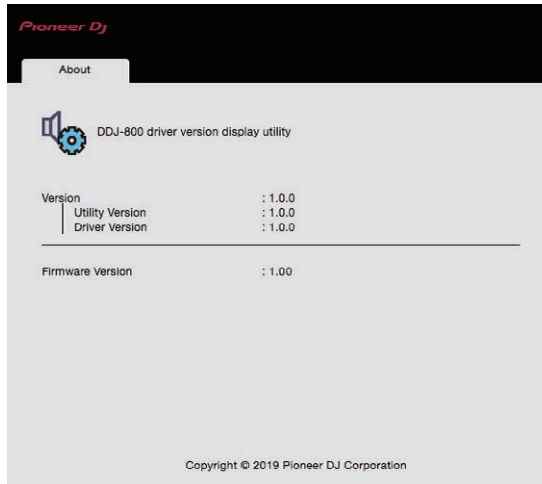 Pioneer Dj
About
DDJ-800 driver version display utility
Version : 1.0.0
Utility Version : 1.0.0
Driver Version : 1.0.0
Firmware Version : 1.00
Copyright © 2019 Pioneer DJ Corporation